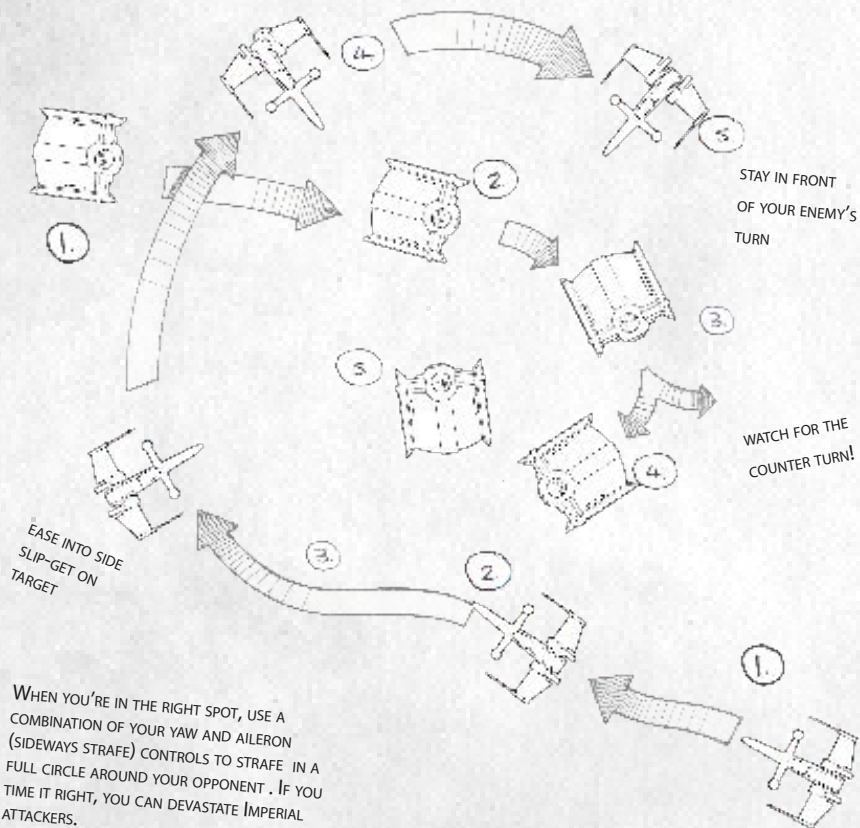 4.
5
1.
2
STAY IN FRONT
OF YOUR ENEMY'S
TURN
3.
5
WATCH FOR THE
COUNTER TURN!
4
EASE INTO SIDE
SLIP-GET ON
TARGET
3.
2.
1.
WHEN YOU'RE IN THE RIGHT SPOT, USE A
COMBINATION OF YOUR YAW AND AILERON
(SIDEWAYS STRAFE) CONTROLS TO STRAFE IN A
FULL CIRCLE AROUND YOUR OPPONENT . IF YOU
TIME IT RIGHT, YOU CAN DEVASTATE IMPERIAL
ATTACKERS.